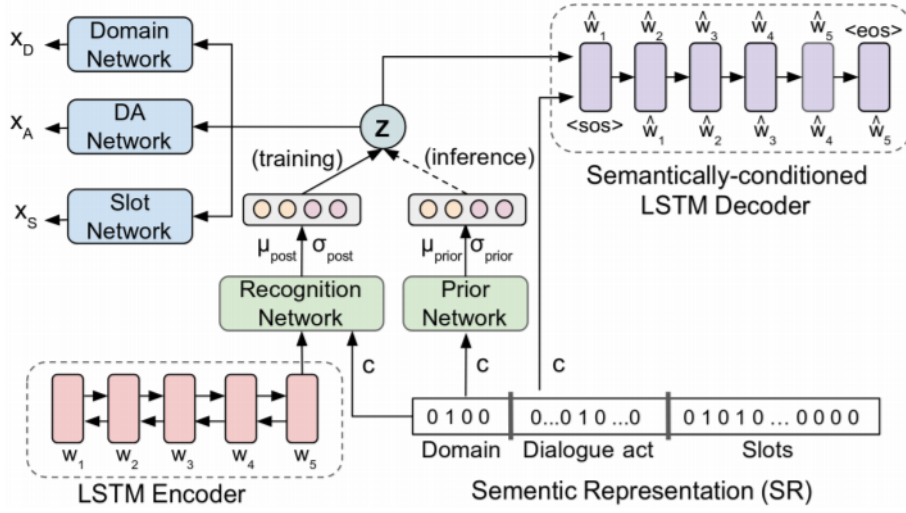 x_D
Domain
Network
x_A
DA
Network
x_S
Slot
Network
z
(training)
(inference)
μ_post σ_post
μ_prior σ_prior
Recognition
Network
Prior
Network
c
c
c
ŵ_1 ŵ_2 ŵ_3 ŵ_4 ŵ_5 <eos>
<sos> ŵ_1 ŵ_2 ŵ_3 ŵ_4 ŵ_5
Semantically-conditioned
LSTM Decoder
w_1 w_2 w_3 w_4 w_5
LSTM Encoder
0 1 0 0 0...0 1 0 ...0 0 1 0 1 0 ... 0 0 0 0
Domain Dialogue act Slots
Sementic Representation (SR)